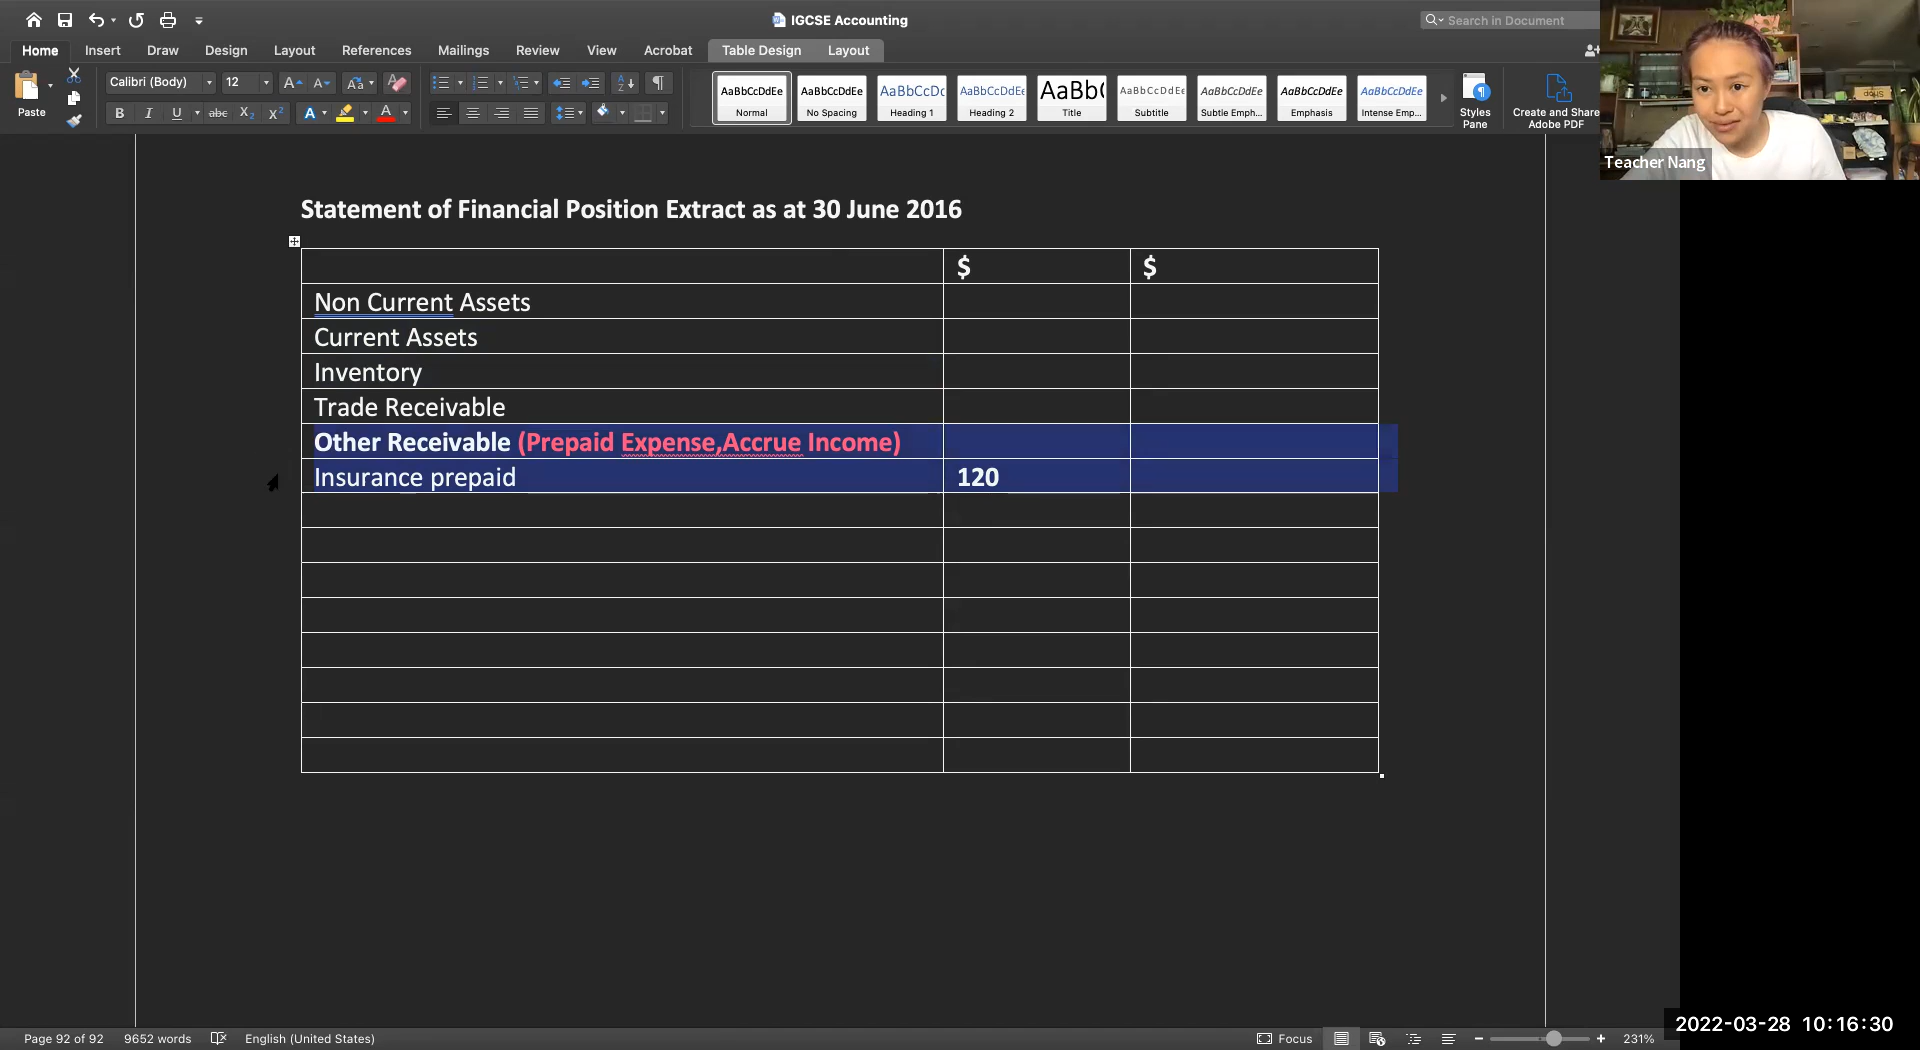 IGCSE Accounting
Search in Document
Home Insert Draw Design Layout References Mailings Review View Acrobat Table Design Layout
Paste
Calibri (Body) 12
AaBbCcDdEe AaBbCcDdEe AaBbCcDc AaBbCcDdEe AaBb( AaBbCcDdEe AaBbCcDdEe AaBbCcDdEe AaBbCcDdEe
Normal No Spacing Heading 1 Heading 2 Title Subtitle Subtle Emph... Emphasis Intense Emp...
Styles Pane
Create and Share Adobe PDF
Teacher Nang
Statement of Financial Position Extract as at 30 June 2016
$ $
Non Current Assets
Current Assets
Inventory
Trade Receivable
Other Receivable (Prepaid Expense,Accrue Income)
Insurance prepaid 120
Page 92 of 92 9652 words English (United States) Focus 231%
2022-03-28 10:16:30